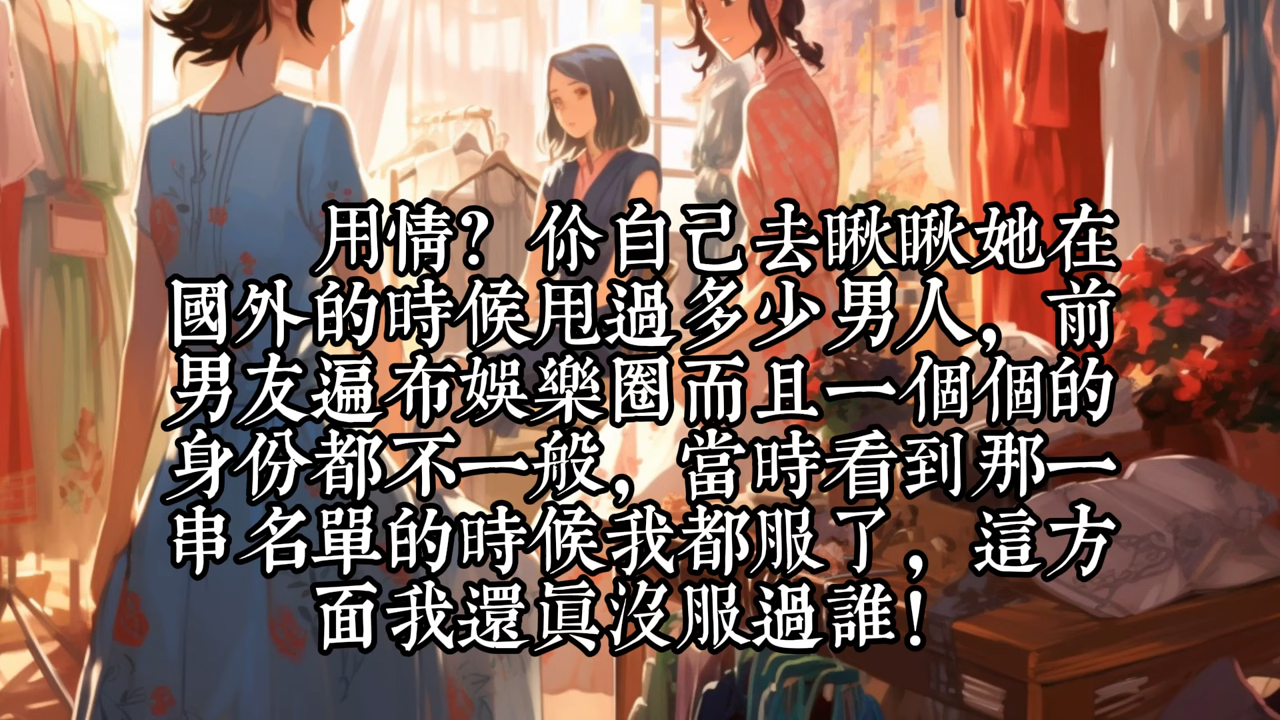 用情？你自己去瞅瞅她在
國外的時候甩過多少男人，前
男友遍布娛樂圈而且一個個的
身份都不一般，當時看到那一
串名單的時候我都服了，這方
面我還真沒服過誰！